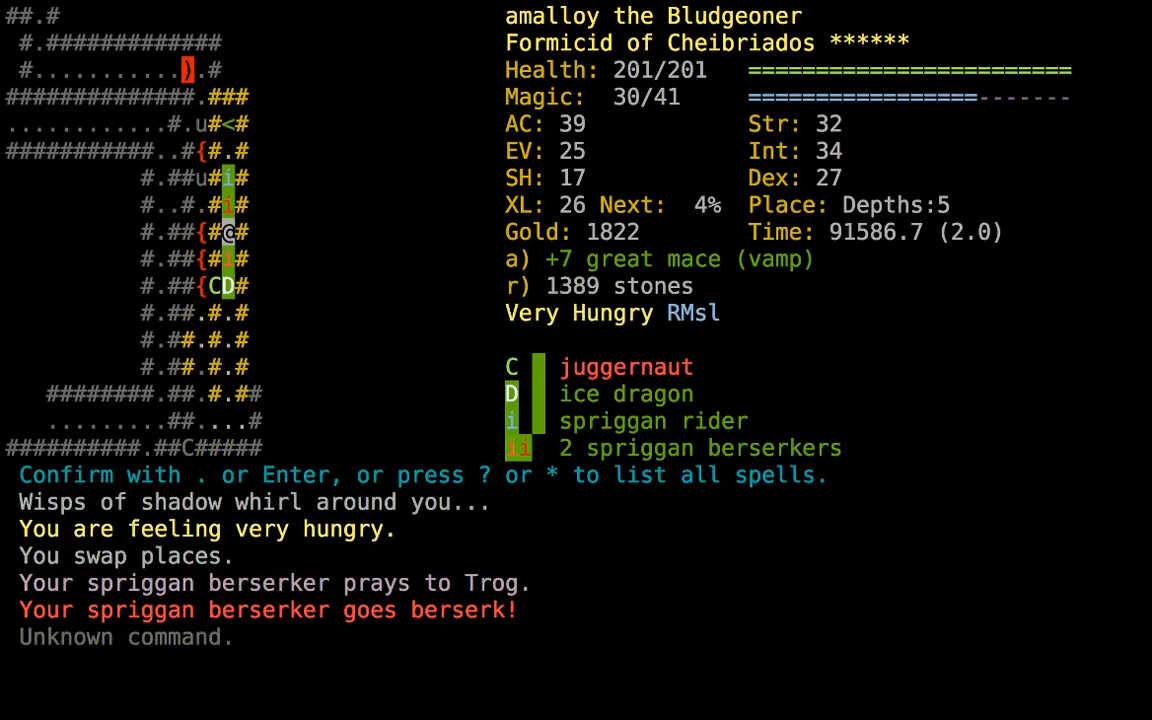 ##.#
amalloy the Bludgeoner
#.#############
Formicid of Cheibriados ******
#...........).#
Health: 201/201 ========================
##############.###
Magic: 30/41 =================-------
............#.u#<#
AC: 39 Str: 32
###########..#{#.#
EV: 25 Int: 34
#.##u#i#
SH: 17 Dex: 27
#..#.#i#
XL: 26 Next: 4% Place: Depths:5
#.##{#@#
Gold: 1822 Time: 91586.7 (2.0)
#.##{#i#
a) +7 great mace (vamp)
#.##{CD#
r) 1389 stones
#.##.#.#
Very Hungry RMsl
#.###.#.#
#.###.#.#
C juggernaut
########.##.#.##
D ice dragon
.........##....#
i spriggan rider
##########.##C#####
ii 2 spriggan berserkers
Confirm with . or Enter, or press ? or * to list all spells.
Wisps of shadow whirl around you...
You are feeling very hungry.
You swap places.
Your spriggan berserker prays to Trog.
Your spriggan berserker goes berserk!
Unknown command.